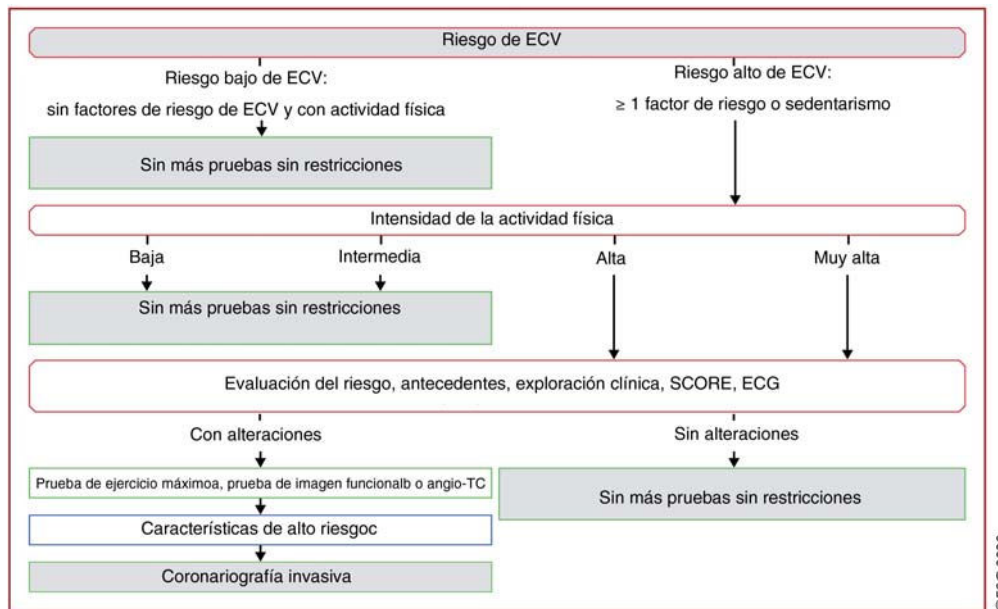 Riesgo de ECV
Riesgo bajo de ECV:
sin factores de riesgo de ECV y con actividad física
Riesgo alto de ECV:
≥ 1 factor de riesgo o sedentarismo
Sin más pruebas sin restricciones
Intensidad de la actividad física
Baja
Intermedia
Alta
Muy alta
Sin más pruebas sin restricciones
Evaluación del riesgo, antecedentes, exploración clínica, SCORE, ECG
Con alteraciones
Sin alteraciones
Prueba de ejercicio máximoa, prueba de imagen funcionalb o angio-TC
Sin más pruebas sin restricciones
Características de alto riesgoc
Coronariografía invasiva